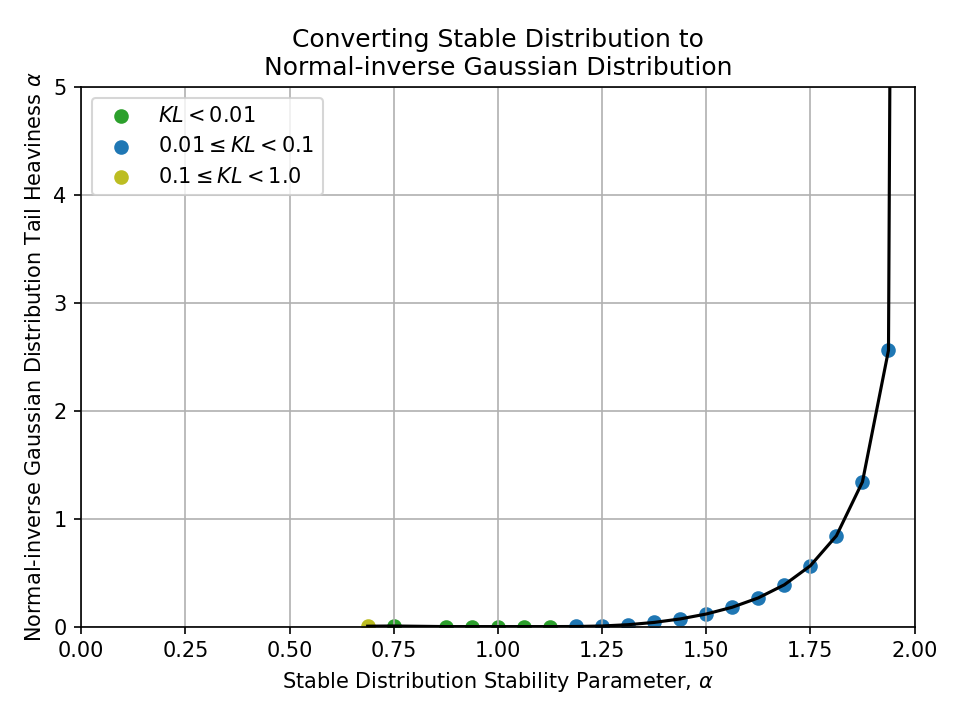 Converting Stable Distribution to
Normal-inverse Gaussian Distribution
Normal-inverse Gaussian Distribution Tail Heaviness α
5
4
3
2
1
0
KL < 0.01
0.01 ≤ KL < 0.1
0.1 ≤ KL < 1.0
0.00 0.25 0.50 0.75 1.00 1.25 1.50 1.75 2.00
Stable Distribution Stability Parameter, α